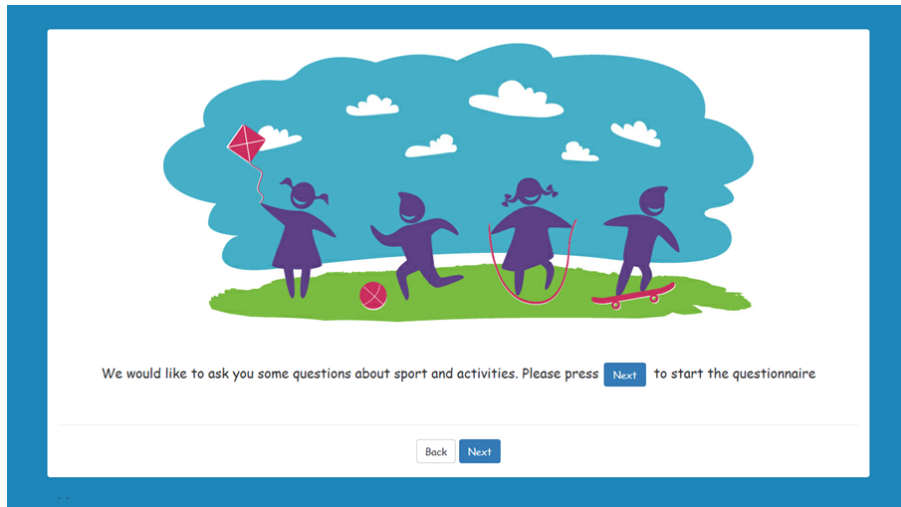 We would like to ask you some questions about sport and activities. Please press Next to start the questionnaire
Back Next